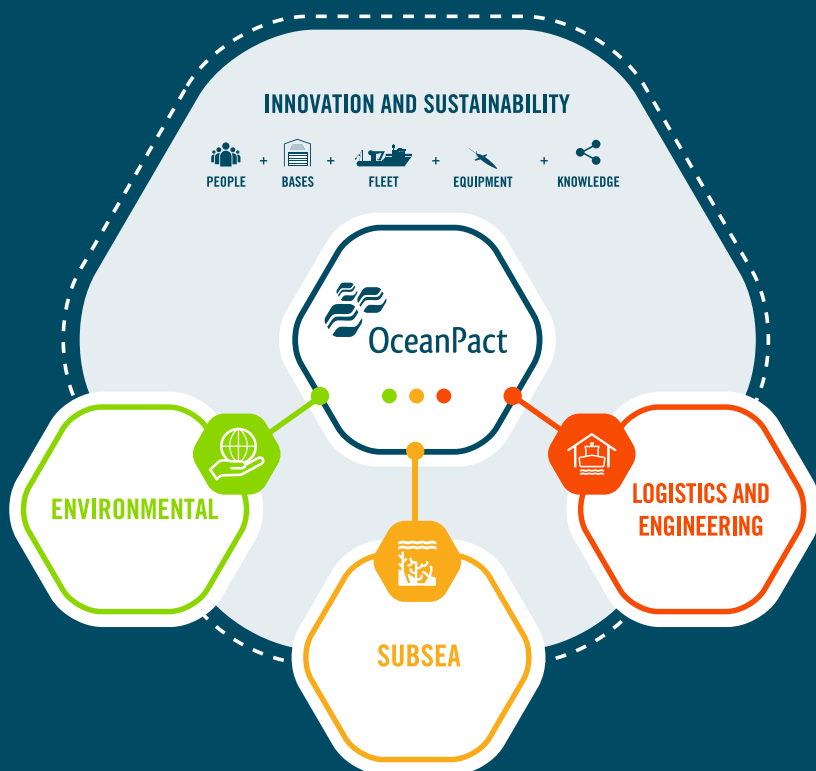 INNOVATION AND SUSTAINABILITY
PEOPLE + BASES + FLEET + EQUIPMENT + KNOWLEDGE
OceanPact
ENVIRONMENTAL
LOGISTICS AND
ENGINEERING
SUBSEA